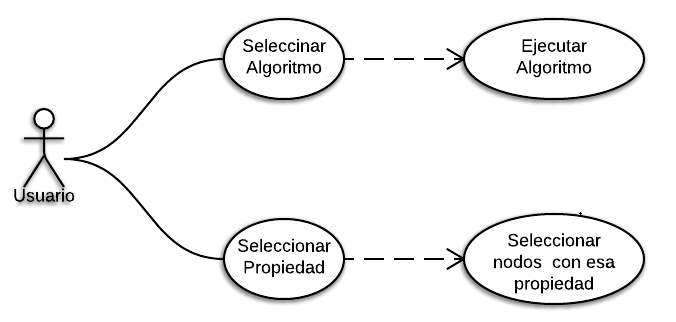 Seleccinar
Algoritmo
Ejecutar
Algoritmo
Usuario
Seleccionar
Propiedad
Seleccionar
nodos con esa
propiedad